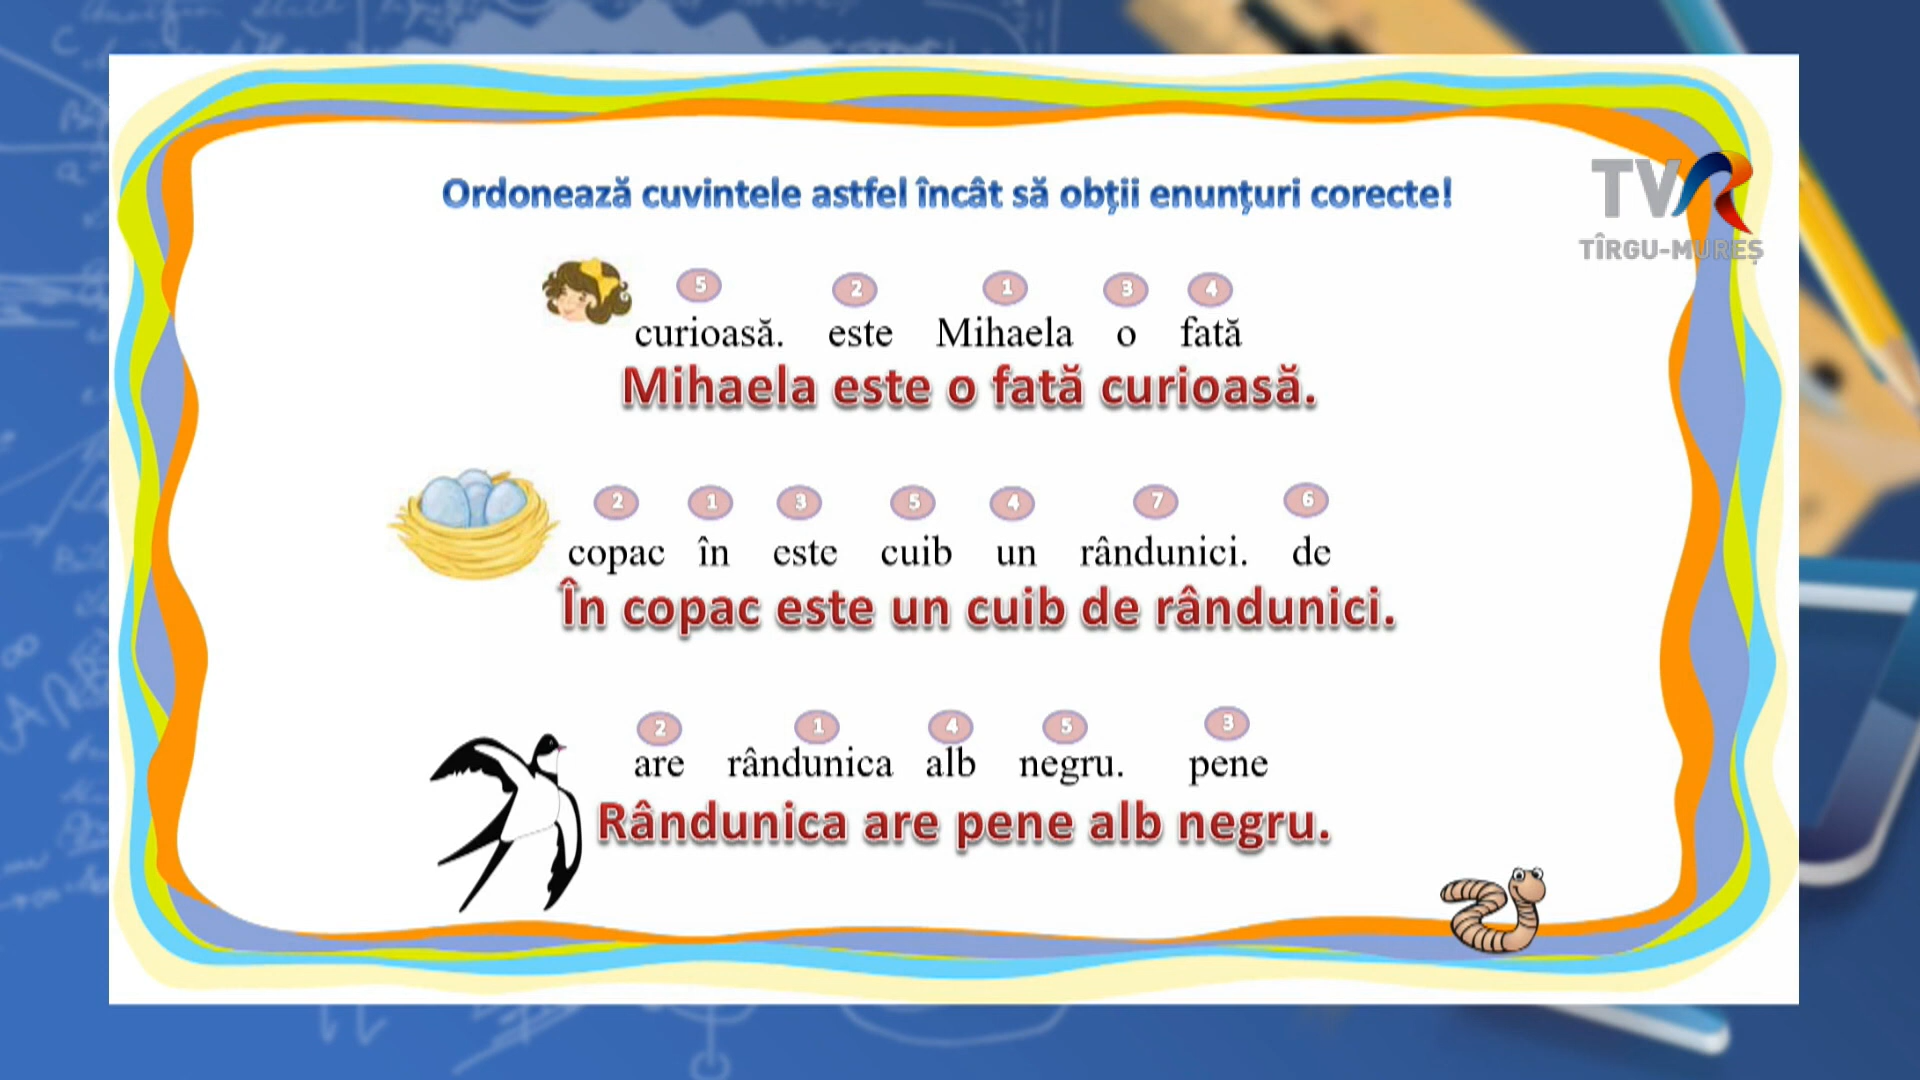 Ordonează cuvintele astfel încât să obții enunțuri corecte!
TVR
TÎRGU-MUREȘ
5 2 1 3 4
curioasă. este Mihaela o fată
Mihaela este o fată curioasă.
2 1 3 5 4 7 6
copac în este cuib un rândunici. de
În copac este un cuib de rândunici.
2 1 4 5 3
are rândunica alb negru. pene
Rândunica are pene alb negru.